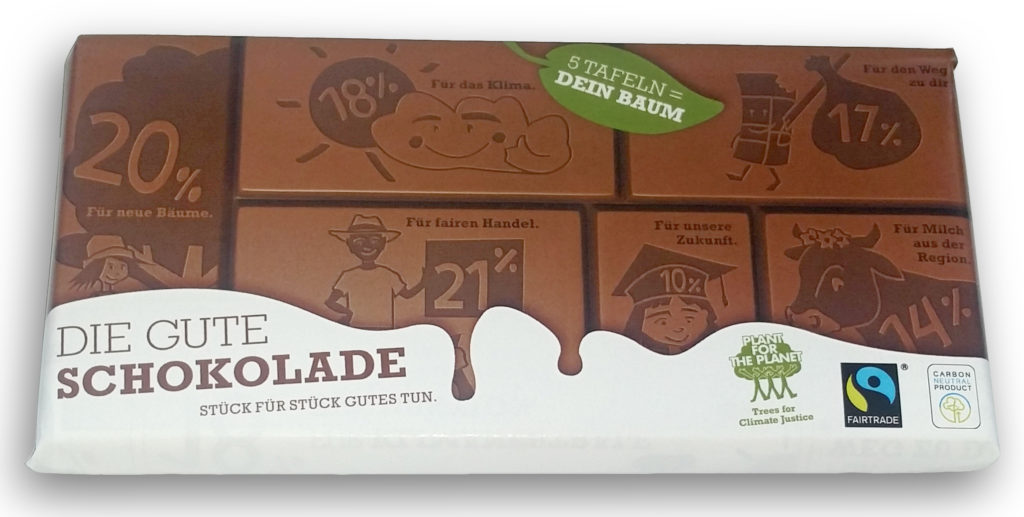 20%
Für neue Bäume.
18%
Für das Klima.
5 TAFELN =
DEIN BAUM
Für den Weg
zu dir
17%
Für fairen Handel.
21%
Für unsere
Zukunft.
10%
Für Milch
aus der
Region.
14%
DIE GUTE
SCHOKOLADE
STÜCK FÜR STÜCK GUTES TUN.
PLANT
FOR
THE PLANET
Trees for
Climate Justice
®
FAIRTRADE
CARBON
NEUTRAL
PRODUCT